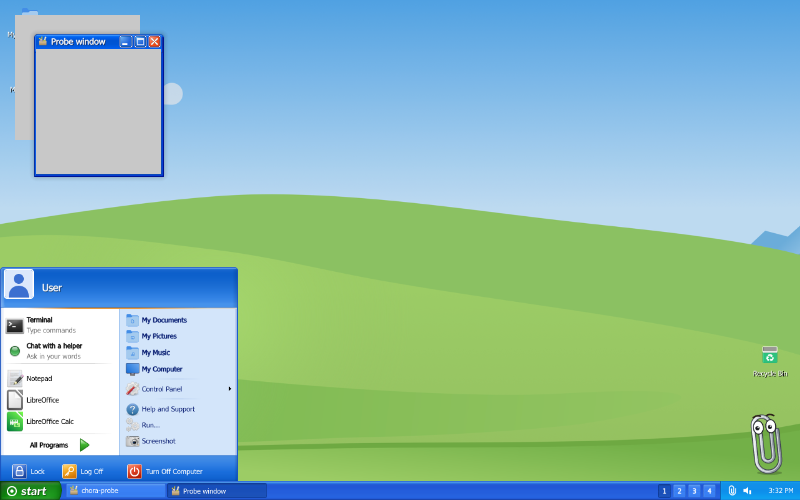 Probe window
User
Terminal
Type commands
Chat with a helper
Ask in your words
Notepad
LibreOffice
LibreOffice Calc
All Programs
My Documents
My Pictures
My Music
My Computer
Control Panel
Help and Support
Run...
Screenshot
Recycle Bin
Lock
Log Off
Turn Off Computer
start
chora-probe
Probe window
1 2 3 4
3:32 PM